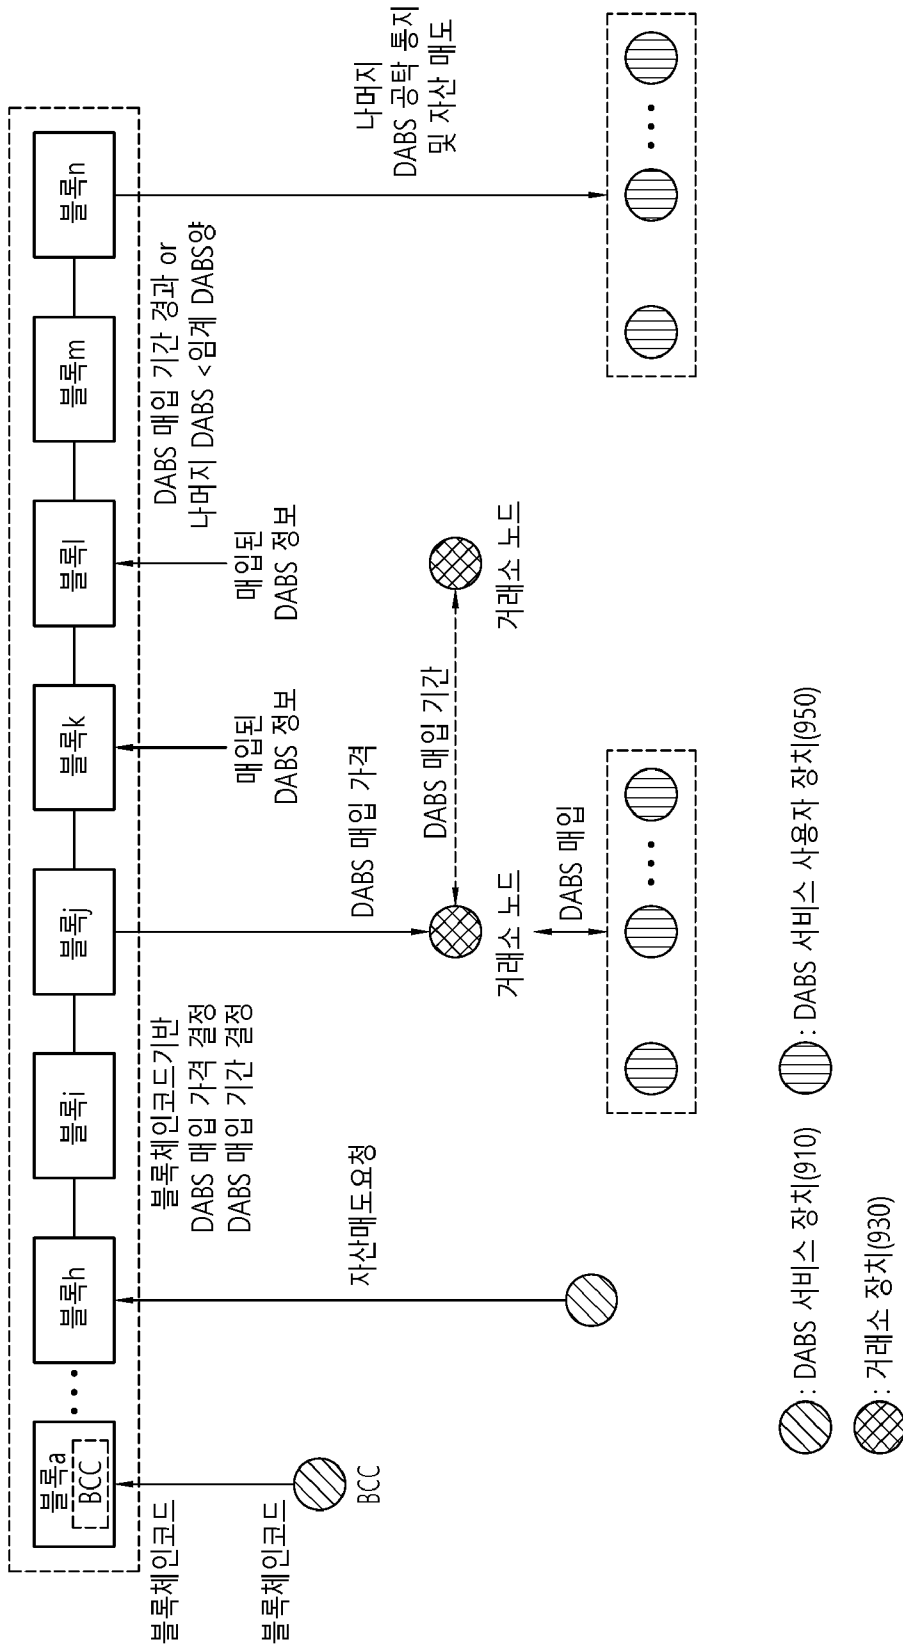 블록a
BCC
블록h
블록i
블록j
블록k
블록l
블록m
블록n
블록체인코드
블록체인코드
BCC
자산매도요청
블록체인코드기반
DABS 매입 가격 결정
DABS 매입 기간 결정
DABS 매입 가격
거래소 노드
DABS 매입
DABS 매입 기간
거래소 노드
매입된
DABS 정보
매입된
DABS 정보
DABS 매입 기간 경과 or
나머지 DABS <임계 DABS양
나머지
DABS 공탁 통지
및 자산 매도
: DABS 서비스 장치(910)
: DABS 서비스 사용자 장치(950)
: 거래소 장치(930)